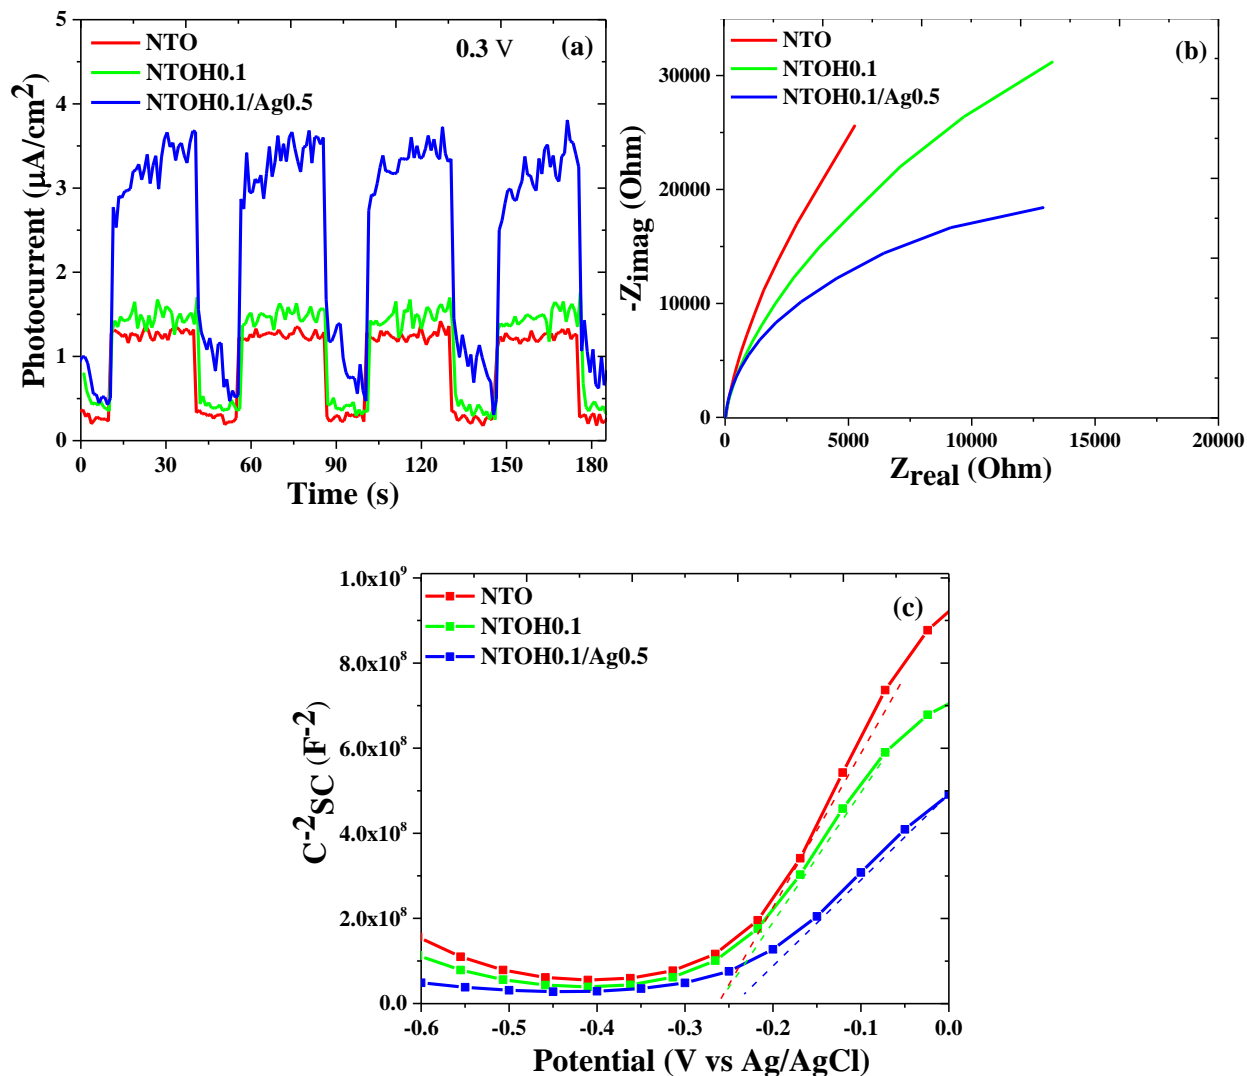 NTO
NTOH0.1
NTOH0.1/Ag0.5
0.3 V
(a)
5
4
3
2
1
0
Photocurrent (μA/cm²)
0 30 60 90 120 150 180
Time (s)
NTO
NTOH0.1
NTOH0.1/Ag0.5
(b)
30000
20000
10000
0
-Zimag (Ohm)
0 5000 10000 15000 20000
Zreal (Ohm)
NTO
NTOH0.1
NTOH0.1/Ag0.5
(c)
1.0x10⁹
8.0x10⁸
6.0x10⁸
4.0x10⁸
2.0x10⁸
0.0
C⁻²SC (F⁻²)
-0.6 -0.5 -0.4 -0.3 -0.2 -0.1 0.0
Potential (V vs Ag/AgCl)